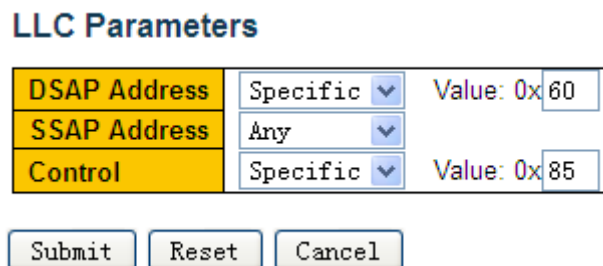 LLC Parameters
DSAP Address Specific Value: 0x 60
SSAP Address Any
Control Specific Value: 0x 85
Submit Reset Cancel